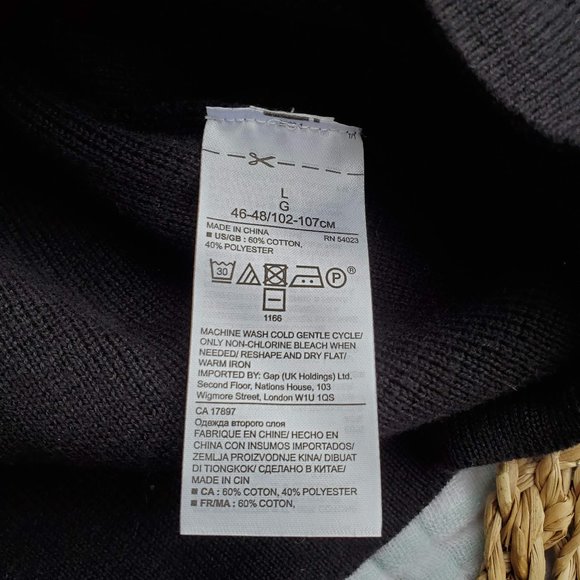 L
G
46-48/102-107CM
MADE IN CHINA RN 54023
US/GB : 60% COTTON,
40% POLYESTER
30 P ®
1166
MACHINE WASH COLD GENTLE CYCLE/
ONLY NON-CHLORINE BLEACH WHEN
NEEDED/ RESHAPE AND DRY FLAT/
WARM IRON
IMPORTED BY: Gap (UK Holdings) Ltd.
Second Floor, Nations House, 103
Wigmore Street, London W1U 1QS
CA 17897
Одежда второго слоя
FABRIQUE EN CHINE/ HECHO EN
CHINA CON INSUMOS IMPORTADOS/
ZEMLJA PROIZVODNJE KINA/ DIBUAT
DI TIONGKOK/ СДЕЛАНО В КИТАЕ/
MADE IN CIN
CA : 60% COTON, 40% POLYESTER
FR/MA : 60% COTON,